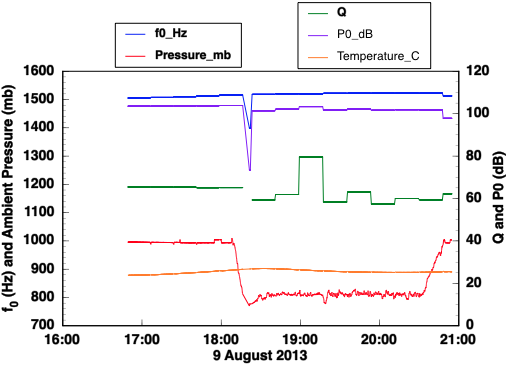 f0_Hz
Pressure_mb
Q
P0_dB
Temperature_C
f0 (Hz) and Ambient Pressure (mb)
1600
1500
1400
1300
1200
1100
1000
900
800
700
120
100
80
60
40
20
0
Q and P0 (dB)
16:00 17:00 18:00 19:00 20:00 21:00
9 August 2013